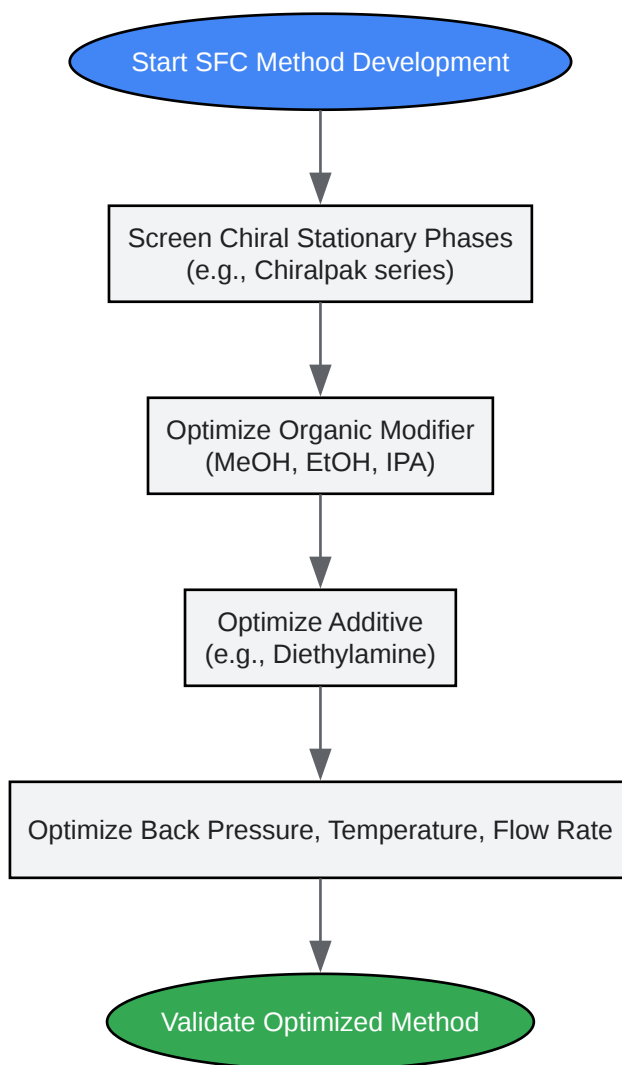 Start SFC Method Development
Screen Chiral Stationary Phases
(e.g., Chiralpak series)
Optimize Organic Modifier
(MeOH, EtOH, IPA)
Optimize Additive
(e.g., Diethylamine)
Optimize Back Pressure, Temperature, Flow Rate
Validate Optimized Method